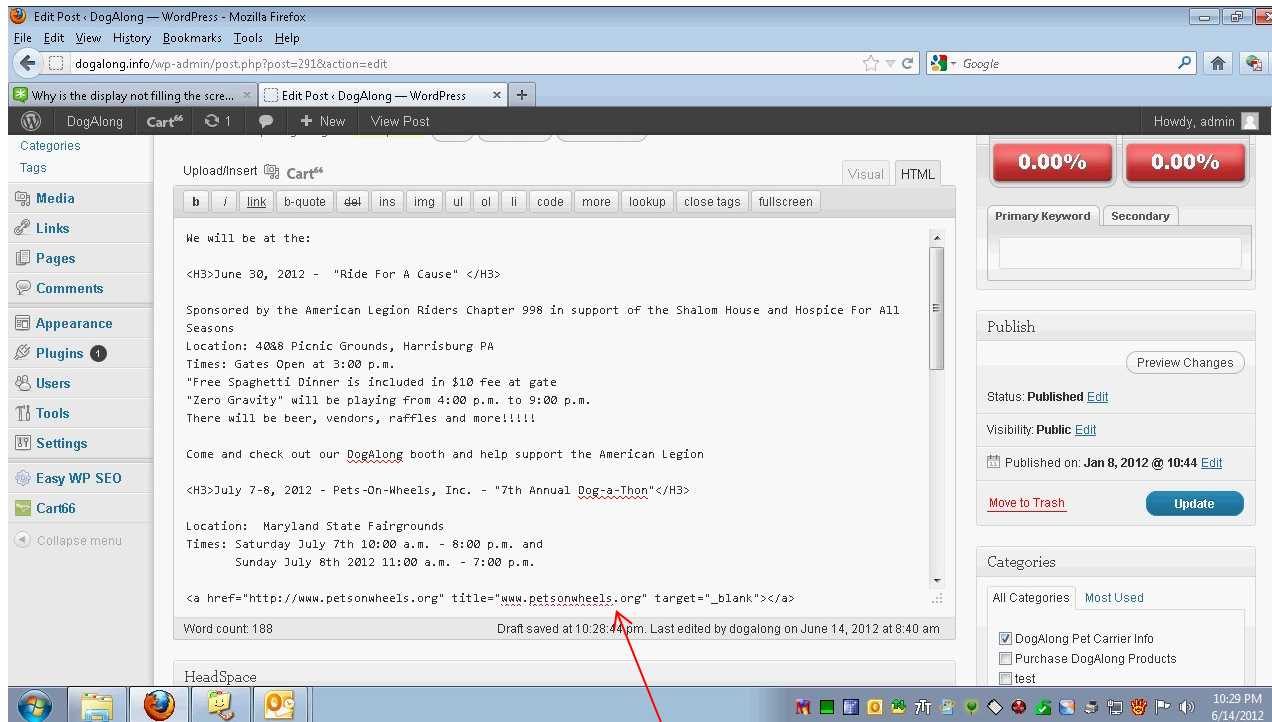 Edit Post ‹ DogAlong — WordPress - Mozilla Firefox
File Edit View History Bookmarks Tools Help
dogalong.info/wp-admin/post.php?post=291&action=edit
Google
Why is the display not filling the scre...
Edit Post ‹ DogAlong — WordPress
DogAlong Cart66 1 New View Post Howdy, admin
Categories
Tags
Media
Links
Pages
Comments
Appearance
Plugins 1
Users
Tools
Settings
Easy WP SEO
Cart66
Collapse menu
Upload/Insert Cart66
Visual HTML
b i link b-quote del ins img ul ol li code more lookup close tags fullscreen
We will be at the:
<H3>June 30, 2012 -  "Ride For A Cause" </H3>
Sponsored by the American Legion Riders Chapter 998 in support of the Shalom House and Hospice For All
Seasons
Location: 40&8 Picnic Grounds, Harrisburg PA
Times: Gates Open at 3:00 p.m.
"Free Spaghetti Dinner is included in $10 fee at gate
"Zero Gravity" will be playing from 4:00 p.m. to 9:00 p.m.
There will be beer, vendors, raffles and more!!!!!
Come and check out our DogAlong booth and help support the American Legion
<H3>July 7-8, 2012 - Pets-On-Wheels, Inc. - "7th Annual Dog-a-Thon"</H3>
Location:  Maryland State Fairgrounds
Times: Saturday July 7th 10:00 a.m. - 8:00 p.m. and
Sunday July 8th 2012 11:00 a.m. - 7:00 p.m.
<a href="http://www.petsonwheels.org" title="www.petsonwheels.org" target="_blank"></a>
Word count: 188
Draft saved at 10:28:44 pm. Last edited by dogalong on June 14, 2012 at 8:40 am
HeadSpace
0.00% 0.00%
Primary Keyword Secondary
Publish
Preview Changes
Status: Published Edit
Visibility: Public Edit
Published on: Jan 8, 2012 @ 10:44 Edit
Move to Trash Update
Categories
All Categories Most Used
DogAlong Pet Carrier Info
Purchase DogAlong Products
test
10:29 PM
6/14/2012